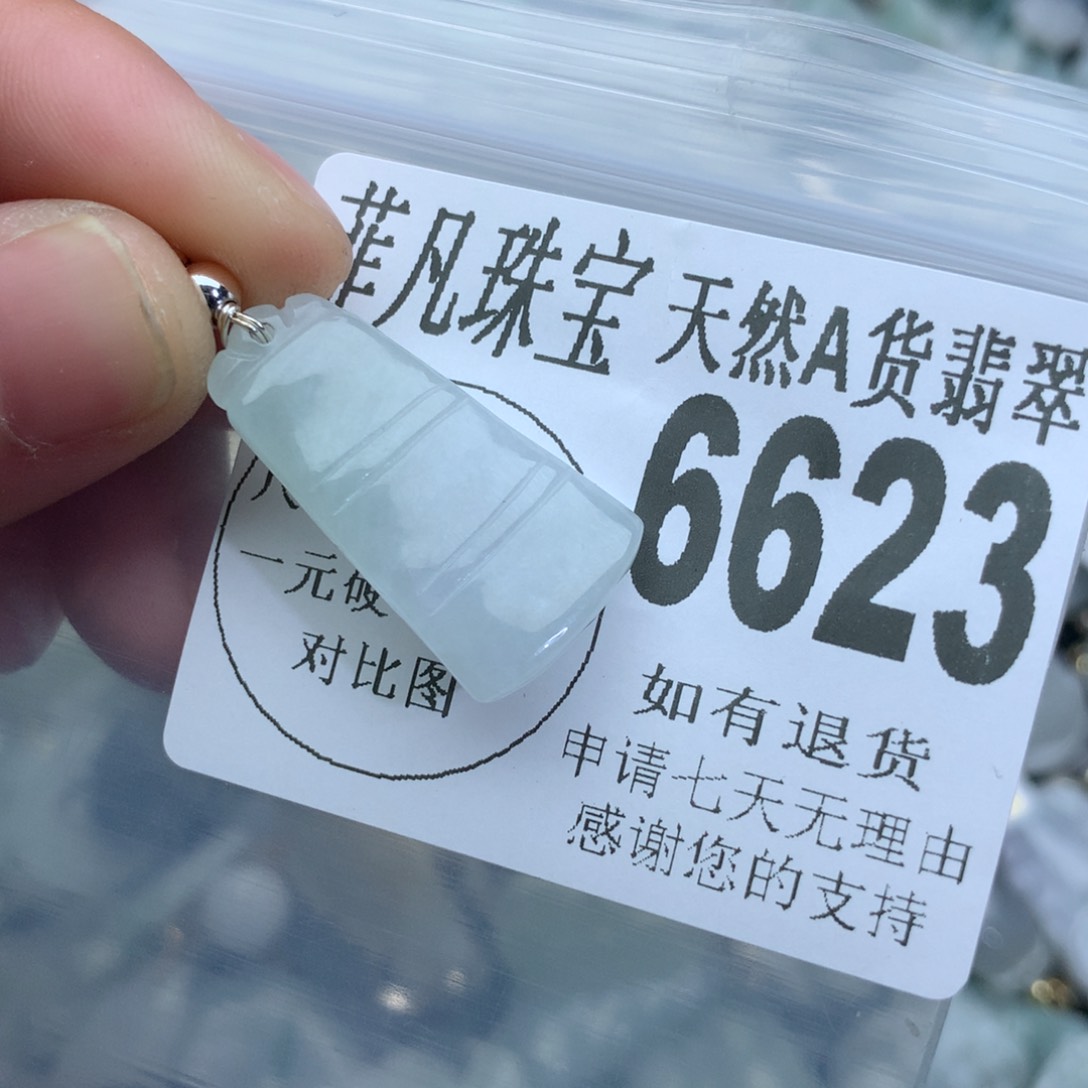 菲凡珠宝 天然A货翡翠
6623
一元硬
对比图
如有退货
申请七天无理由
感谢您的支持